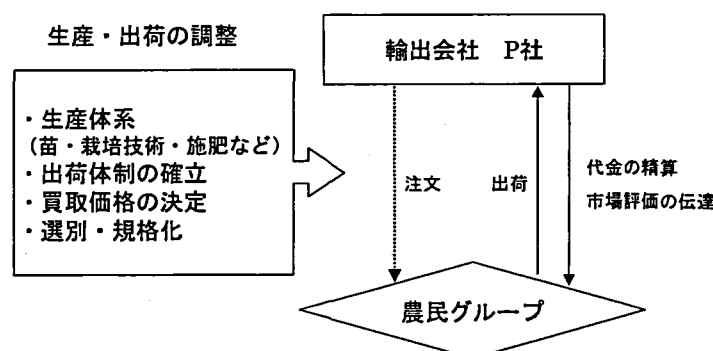 生産・出荷の調整
・生産体系
（苗・栽培技術・施肥など）
・出荷体制の確立
・買取価格の決定
・選別・規格化
輸出会社　P社
注文
出荷
代金の精算
市場評価の伝達
農民グループ